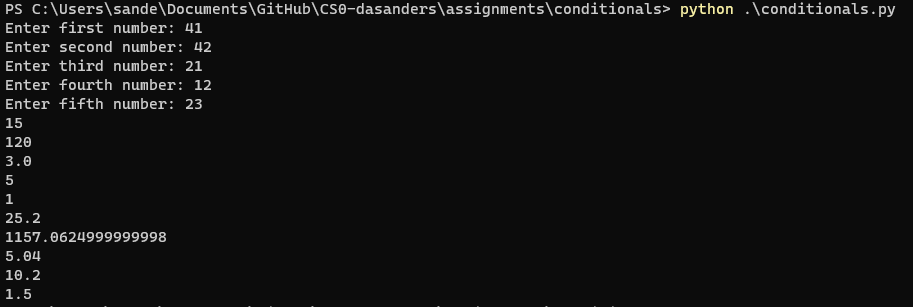 PS C:\Users\sande\Documents\GitHub\CS0-dasanders\assignments\conditionals> python .\conditionals.py
Enter first number: 41
Enter second number: 42
Enter third number: 21
Enter fourth number: 12
Enter fifth number: 23
15
120
3.0
5
1
25.2
1157.0624999999998
5.04
10.2
1.5